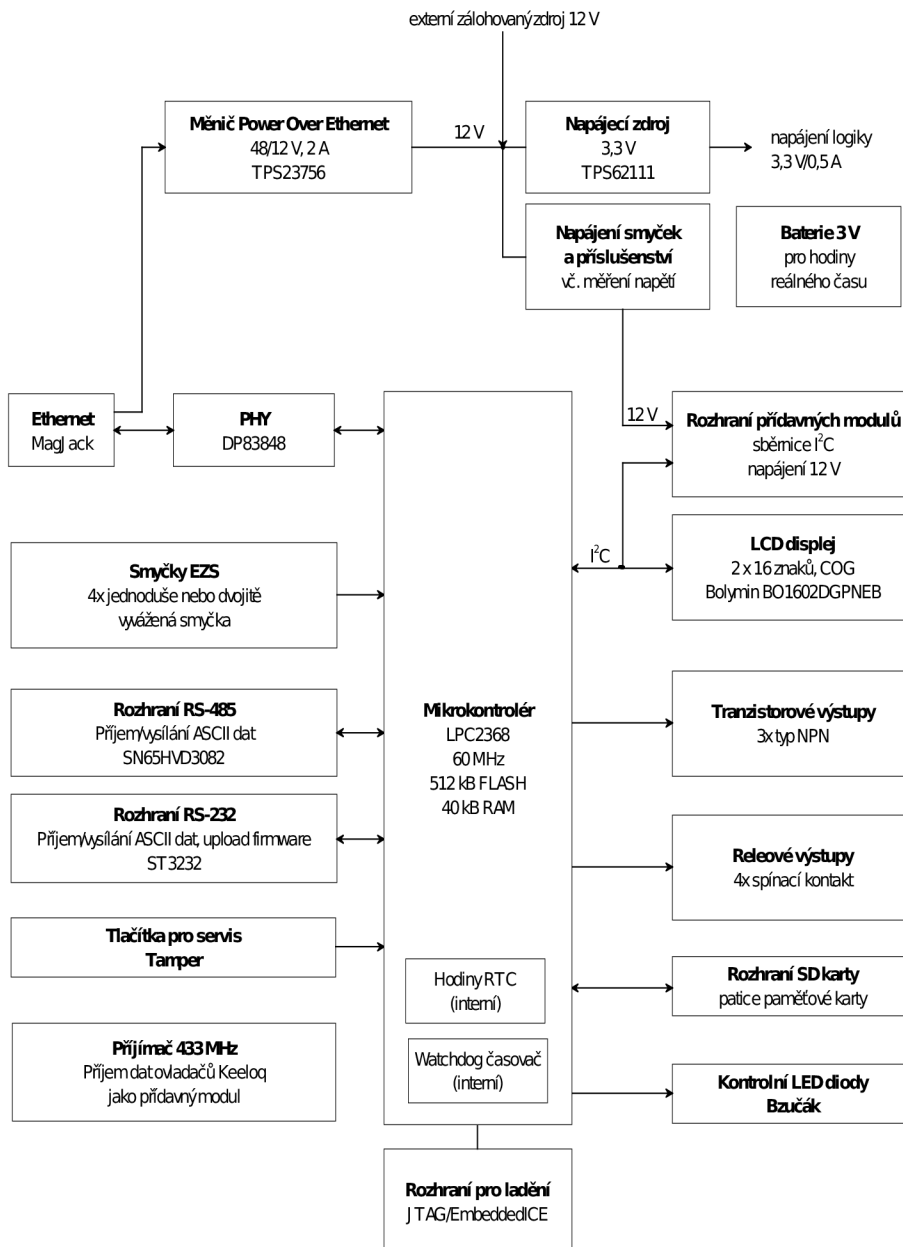 externí zálohovaný zdroj 12 V
Měnič Power Over Ethernet
48/12 V, 2 A
TPS23756
12 V
Napájecí zdroj
3,3 V
TPS62111
napájení logiky
3,3 V/0,5 A
Napájení smyček
a příslušenství
vč. měření napětí
Baterie 3 V
pro hodiny
reálného času
Ethernet
MagJack
PHY
DP83848
12 V
Rozhraní přídavných modulů
sběrnice I²C
napájení 12 V
I²C
LCD displej
2 x 16 znaků, COG
Bolymin BO1602DGPNEB
Smyčky EZS
4x jednoduše nebo dvojitě
vyvážená smyčka
Rozhraní RS-485
Příjem/vysílání ASCII dat
SN65HVD3082
Mikrokontrolér
LPC2368
60 MHz
512 kB FLASH
40 kB RAM
Tranzistorové výstupy
3x typ NPN
Rozhraní RS-232
Příjem/vysílání ASCII dat, upload firmware
ST3232
Releové výstupy
4x spínací kontakt
Tlačítka pro servis
Tamper
Hodiny RTC
(interní)
Rozhraní SD karty
patice paměťové karty
Příjímač 433 MHz
Příjem dat ovladačů Keeloq
jako přídavný modul
Watchdog časovač
(interní)
Kontrolní LED diody
Bzučák
Rozhraní pro ladění
JTAG/EmbeddedICE